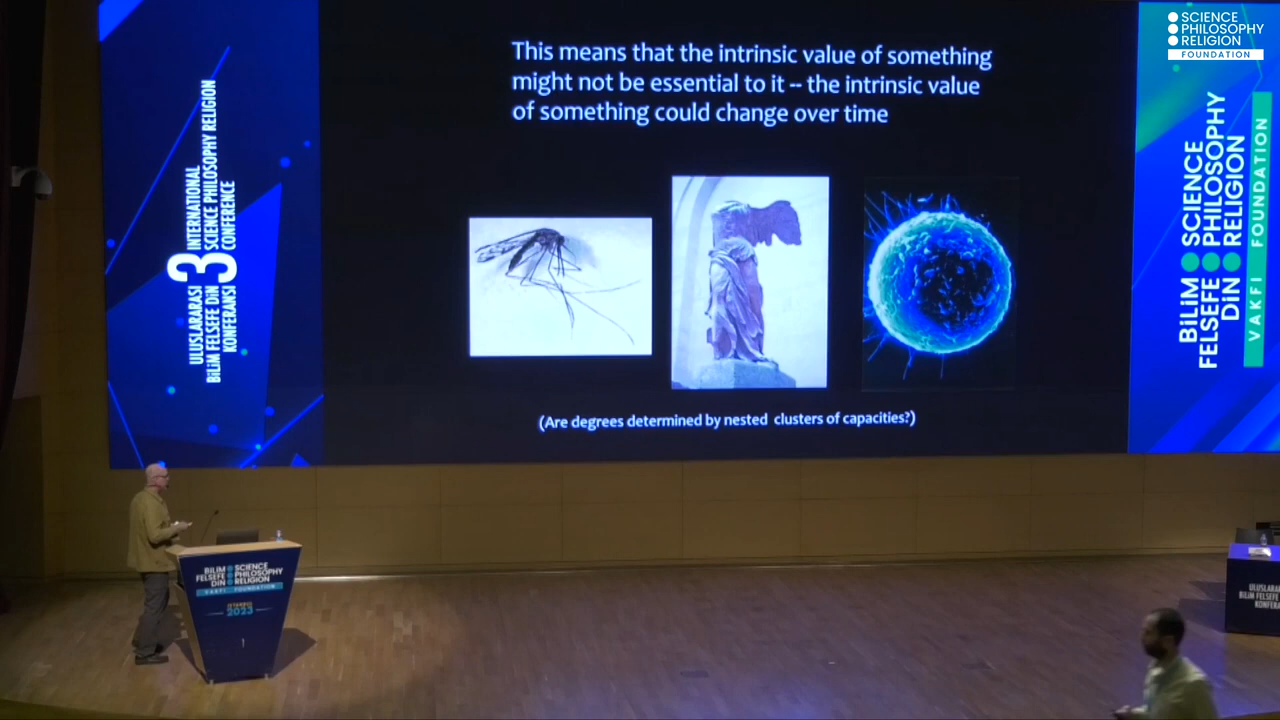 This means that the intrinsic value of something
might not be essential to it -- the intrinsic value
of something could change over time
(Are degrees determined by nested clusters of capacities?)
ULUSLARARASI
BİLİM FELSEFE DİN
KONFERANSI
3
INTERNATIONAL
SCIENCE PHILOSOPHY RELIGION
CONFERENCE
SCIENCE
PHILOSOPHY
RELIGION
FOUNDATION
BİLİM SCIENCE
FELSEFE PHILOSOPHY
DİN RELIGION
VAKFI FOUNDATION
BİLİM SCIENCE
FELSEFE PHILOSOPHY
DİN RELIGION
VAKFI FOUNDATION
ISTANBUL
2023